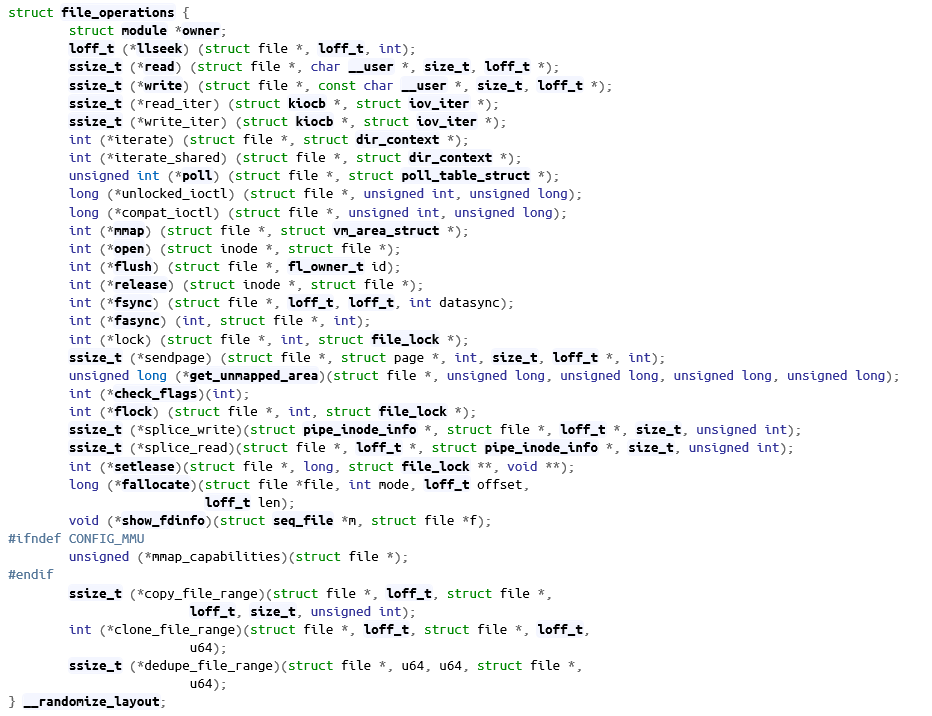 struct file_operations {
        struct module *owner;
        loff_t (*llseek) (struct file *, loff_t, int);
        ssize_t (*read) (struct file *, char __user *, size_t, loff_t *);
        ssize_t (*write) (struct file *, const char __user *, size_t, loff_t *);
        ssize_t (*read_iter) (struct kiocb *, struct iov_iter *);
        ssize_t (*write_iter) (struct kiocb *, struct iov_iter *);
        int (*iterate) (struct file *, struct dir_context *);
        int (*iterate_shared) (struct file *, struct dir_context *);
        unsigned int (*poll) (struct file *, struct poll_table_struct *);
        long (*unlocked_ioctl) (struct file *, unsigned int, unsigned long);
        long (*compat_ioctl) (struct file *, unsigned int, unsigned long);
        int (*mmap) (struct file *, struct vm_area_struct *);
        int (*open) (struct inode *, struct file *);
        int (*flush) (struct file *, fl_owner_t id);
        int (*release) (struct inode *, struct file *);
        int (*fsync) (struct file *, loff_t, loff_t, int datasync);
        int (*fasync) (int, struct file *, int);
        int (*lock) (struct file *, int, struct file_lock *);
        ssize_t (*sendpage) (struct file *, struct page *, int, size_t, loff_t *, int);
        unsigned long (*get_unmapped_area)(struct file *, unsigned long, unsigned long, unsigned long, unsigned long);
        int (*check_flags)(int);
        int (*flock) (struct file *, int, struct file_lock *);
        ssize_t (*splice_write)(struct pipe_inode_info *, struct file *, loff_t *, size_t, unsigned int);
        ssize_t (*splice_read)(struct file *, loff_t *, struct pipe_inode_info *, size_t, unsigned int);
        int (*setlease)(struct file *, long, struct file_lock **, void **);
        long (*fallocate)(struct file *file, int mode, loff_t offset,
                          loff_t len);
        void (*show_fdinfo)(struct seq_file *m, struct file *f);
#ifndef CONFIG_MMU
        unsigned (*mmap_capabilities)(struct file *);
#endif
        ssize_t (*copy_file_range)(struct file *, loff_t, struct file *,
                        loff_t, size_t, unsigned int);
        int (*clone_file_range)(struct file *, loff_t, struct file *, loff_t,
                        u64);
        ssize_t (*dedupe_file_range)(struct file *, u64, u64, struct file *,
                        u64);
} __randomize_layout;